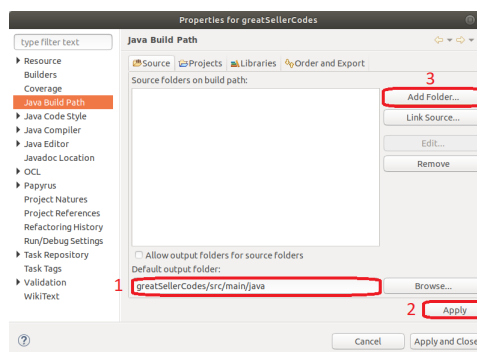 Properties for greatSellerCodes
type filter text
Java Build Path
Resource
Builders
Coverage
Java Build Path
Java Code Style
Java Compiler
Java Editor
Javadoc Location
OCL
Papyrus
Project Natures
Project References
Refactoring History
Run/Debug Settings
Task Repository
Task Tags
Validation
WikiText
Source Projects Libraries Order and Export
Source folders on build path:
3
Add Folder...
Link Source...
Edit...
Remove
Allow output folders for source folders
Default output folder:
1 greatSellerCodes/src/main/java Browse...
2 Apply
? Cancel Apply and Close